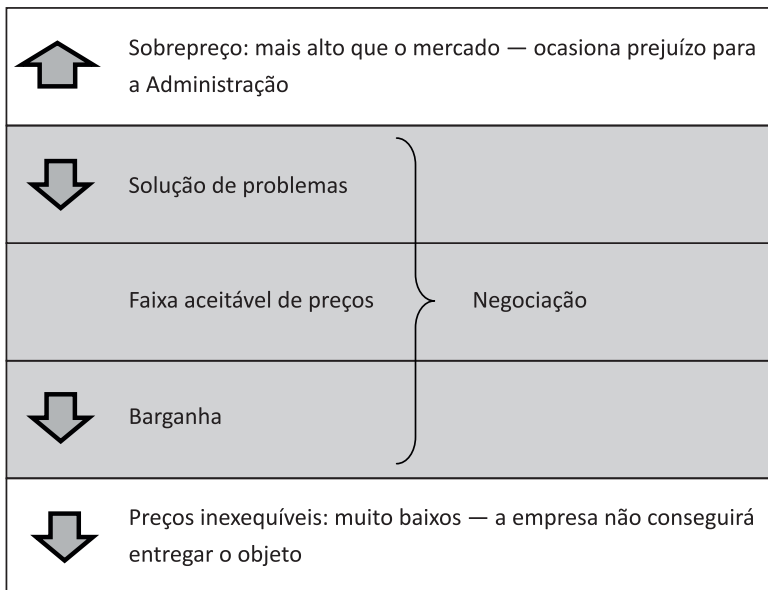 Sobrepreço: mais alto que o mercado — ocasiona prejuízo para
a Administração
Solução de problemas
Faixa aceitável de preços
Negociação
Barganha
Preços inexequíveis: muito baixos — a empresa não conseguirá
entregar o objeto